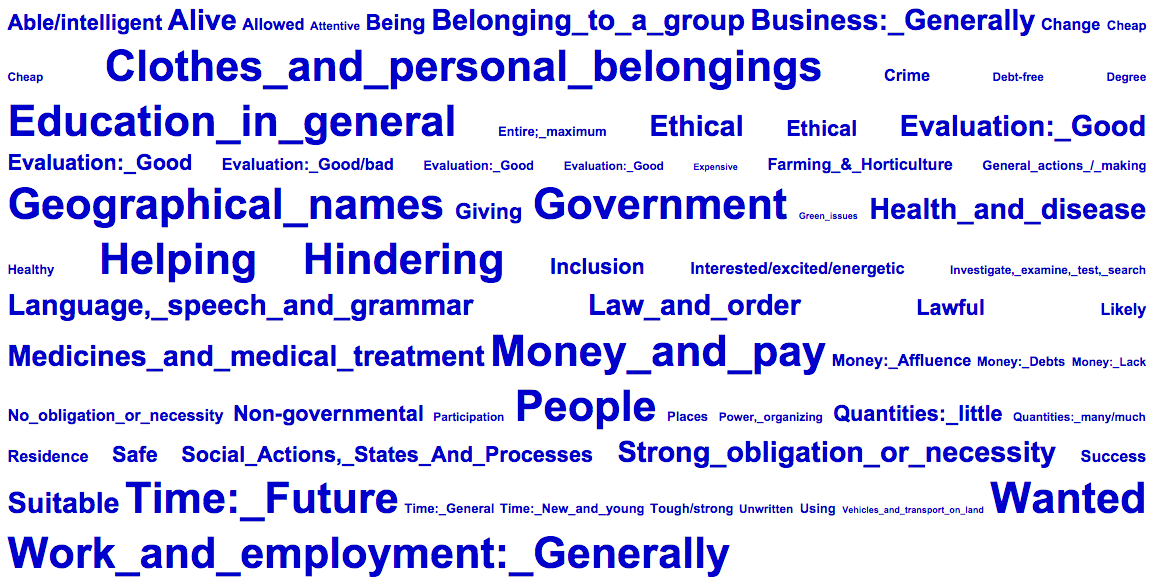 Able/intelligent Alive Allowed Attentive Being Belonging_to_a_group Business:_Generally Change Cheap
Cheap Clothes_and_personal_belongings Crime Debt-free Degree
Education_in_general Entire;_maximum Ethical Ethical Evaluation:_Good
Evaluation:_Good Evaluation:_Good/bad Evaluation:_Good Evaluation:_Good Expensive Farming_&_Horticulture General_actions_/_making
Geographical_names Giving Government Green_issues Health_and_disease
Healthy Helping Hindering Inclusion Interested/excited/energetic Investigate,_examine,_test,_search
Language,_speech_and_grammar Law_and_order Lawful Likely
Medicines_and_medical_treatment Money_and_pay Money:_Affluence Money:_Debts Money:_Lack
No_obligation_or_necessity Non-governmental Participation People Places Power,_organizing Quantities:_little Quantities:_many/much
Residence Safe Social_Actions,_States_And_Processes Strong_obligation_or_necessity Success
Suitable Time:_Future Time:_General Time:_New_and_young Tough/strong Unwritten Using Vehicles_and_transport_on_land Wanted
Work_and_employment:_Generally